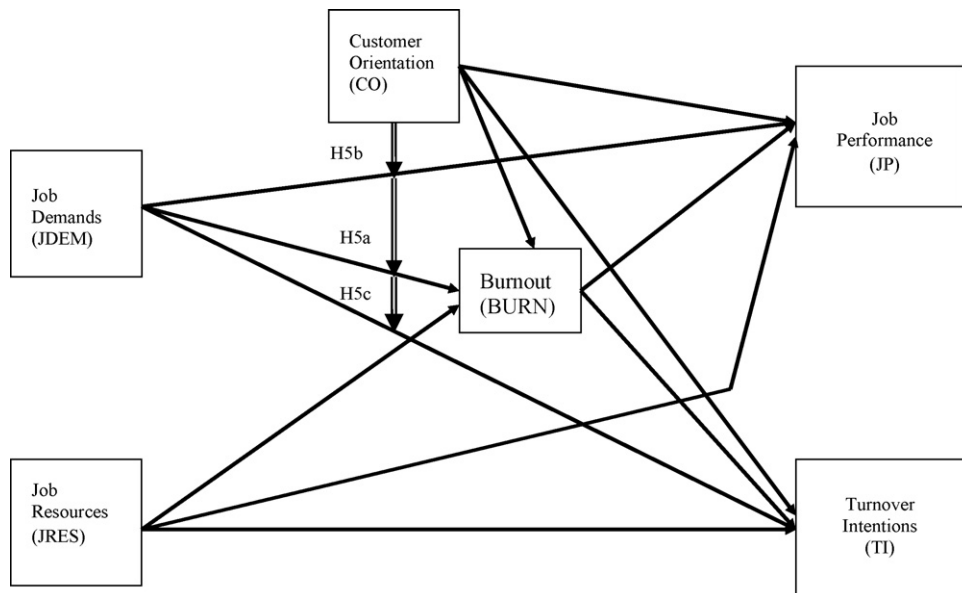 Customer
Orientation
(CO)
Job
Performance
(JP)
H5b
Job
Demands
(JDEM)
H5a
Burnout
(BURN)
H5c
Job
Resources
(JRES)
Turnover
Intentions
(TI)